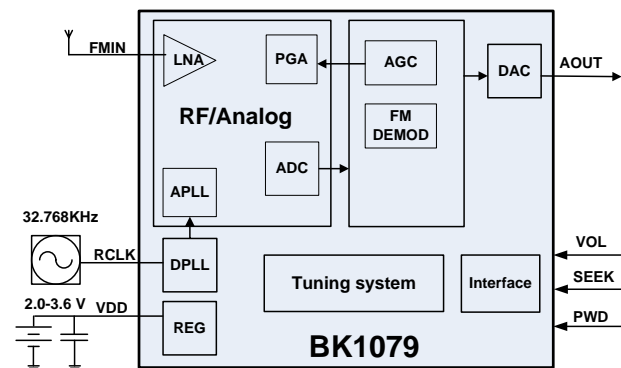 FMIN
LNA
PGA
AGC
DAC
AOUT
RF/Analog
FM
DEMOD
ADC
APLL
32.768KHz
RCLK
DPLL
VOL
Tuning system
Interface
SEEK
2.0-3.6 V
VDD
REG
PWD
BK1079